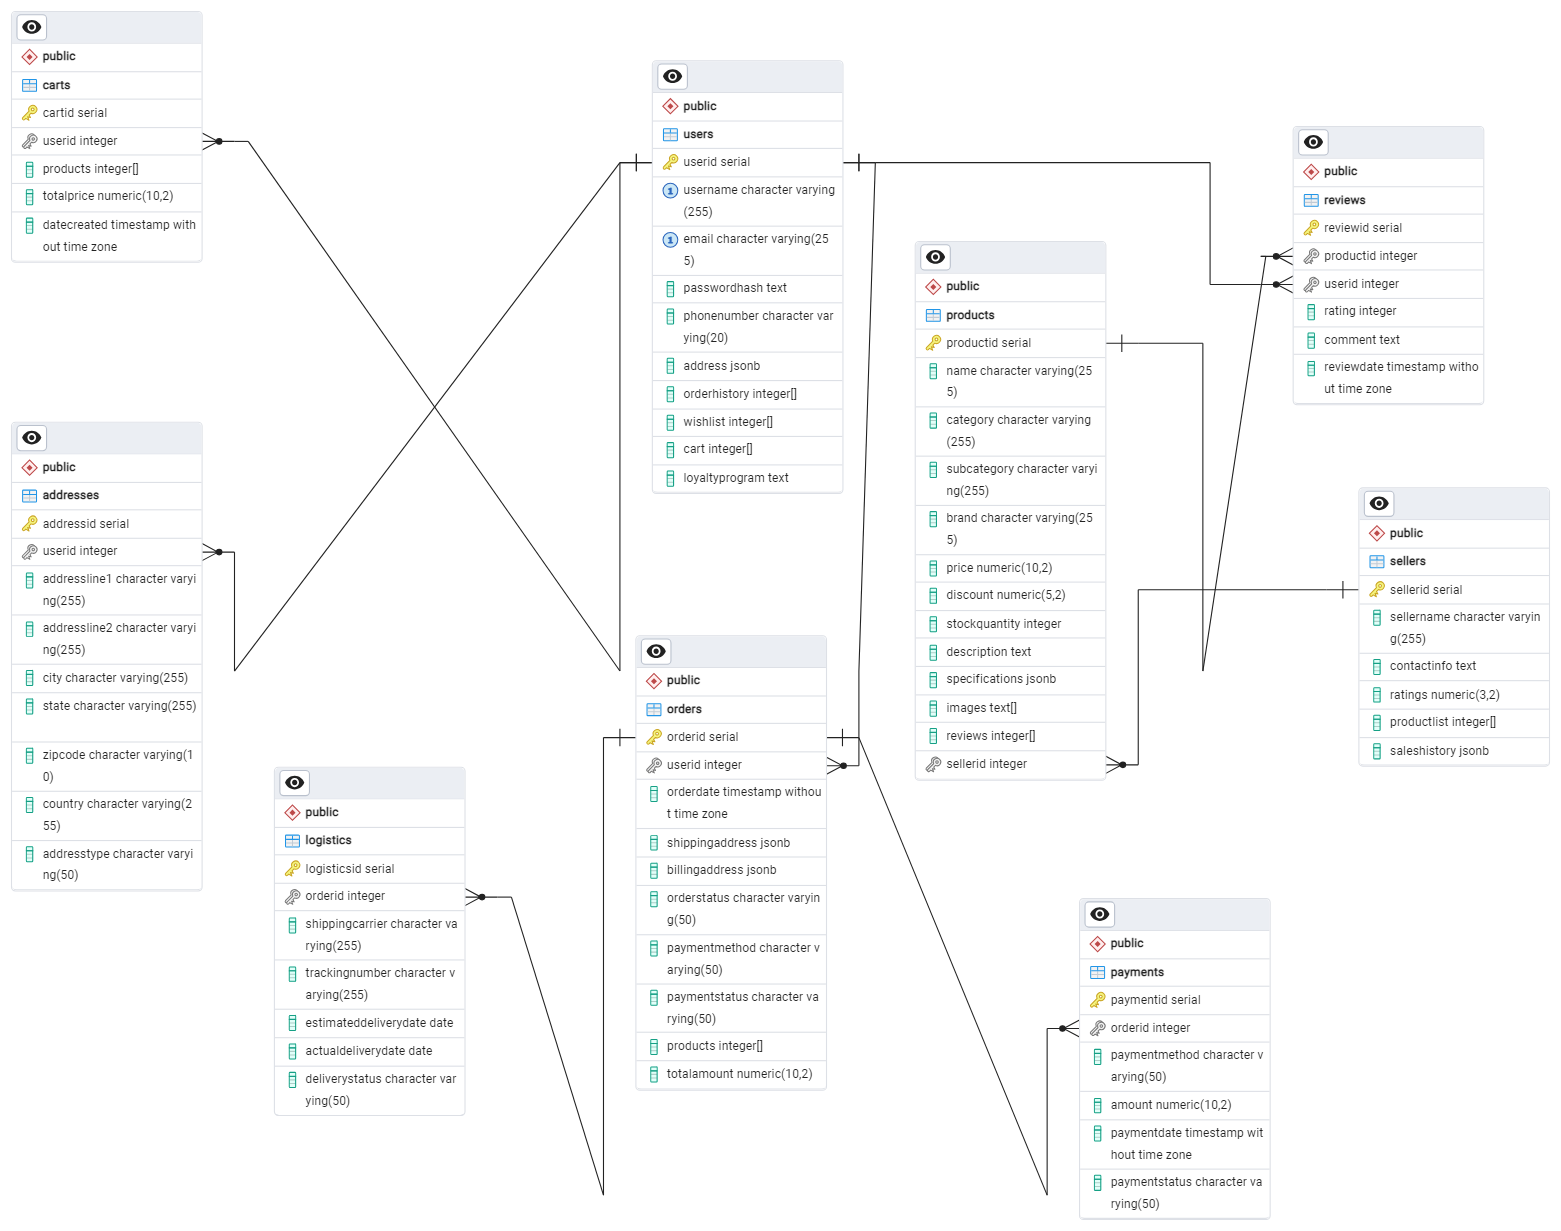 public
carts
cartid serial
userid integer
products integer[]
totalprice numeric(10,2)
datecreated timestamp with
out time zone
public
addresses
addressid serial
userid integer
addressline1 character varyi
ng(255)
addressline2 character varyi
ng(255)
city character varying(255)
state character varying(255)
zipcode character varying(1
0)
country character varying(2
55)
addresstype character varyi
ng(50)
public
logistics
logisticsid serial
orderid integer
shippingcarrier character va
rying(255)
trackingnumber character v
arying(255)
estimateddeliverydate date
actualdeliverydate date
deliverystatus character var
ying(50)
public
users
userid serial
1 username character varying
(255)
1 email character varying(25
5)
passwordhash text
phonenumber character var
ying(20)
address jsonb
orderhistory integer[]
wishlist integer[]
cart integer[]
loyaltyprogram text
public
orders
orderid serial
userid integer
orderdate timestamp withou
t time zone
shippingaddress jsonb
billingaddress jsonb
orderstatus character varyin
g(50)
paymentmethod character v
arying(50)
paymentstatus character va
rying(50)
products integer[]
totalamount numeric(10,2)
public
products
productid serial
name character varying(25
5)
category character varying
(255)
subcategory character varyi
ng(255)
brand character varying(25
5)
price numeric(10,2)
discount numeric(5,2)
stockquantity integer
description text
specifications jsonb
images text[]
reviews integer[]
sellerid integer
public
reviews
reviewid serial
productid integer
userid integer
rating integer
comment text
reviewdate timestamp witho
ut time zone
public
sellers
sellerid serial
sellername character varyin
g(255)
contactinfo text
ratings numeric(3,2)
productlist integer[]
saleshistory jsonb
public
payments
paymentid serial
orderid integer
paymentmethod character v
arying(50)
amount numeric(10,2)
paymentdate timestamp wit
hout time zone
paymentstatus character va
rying(50)